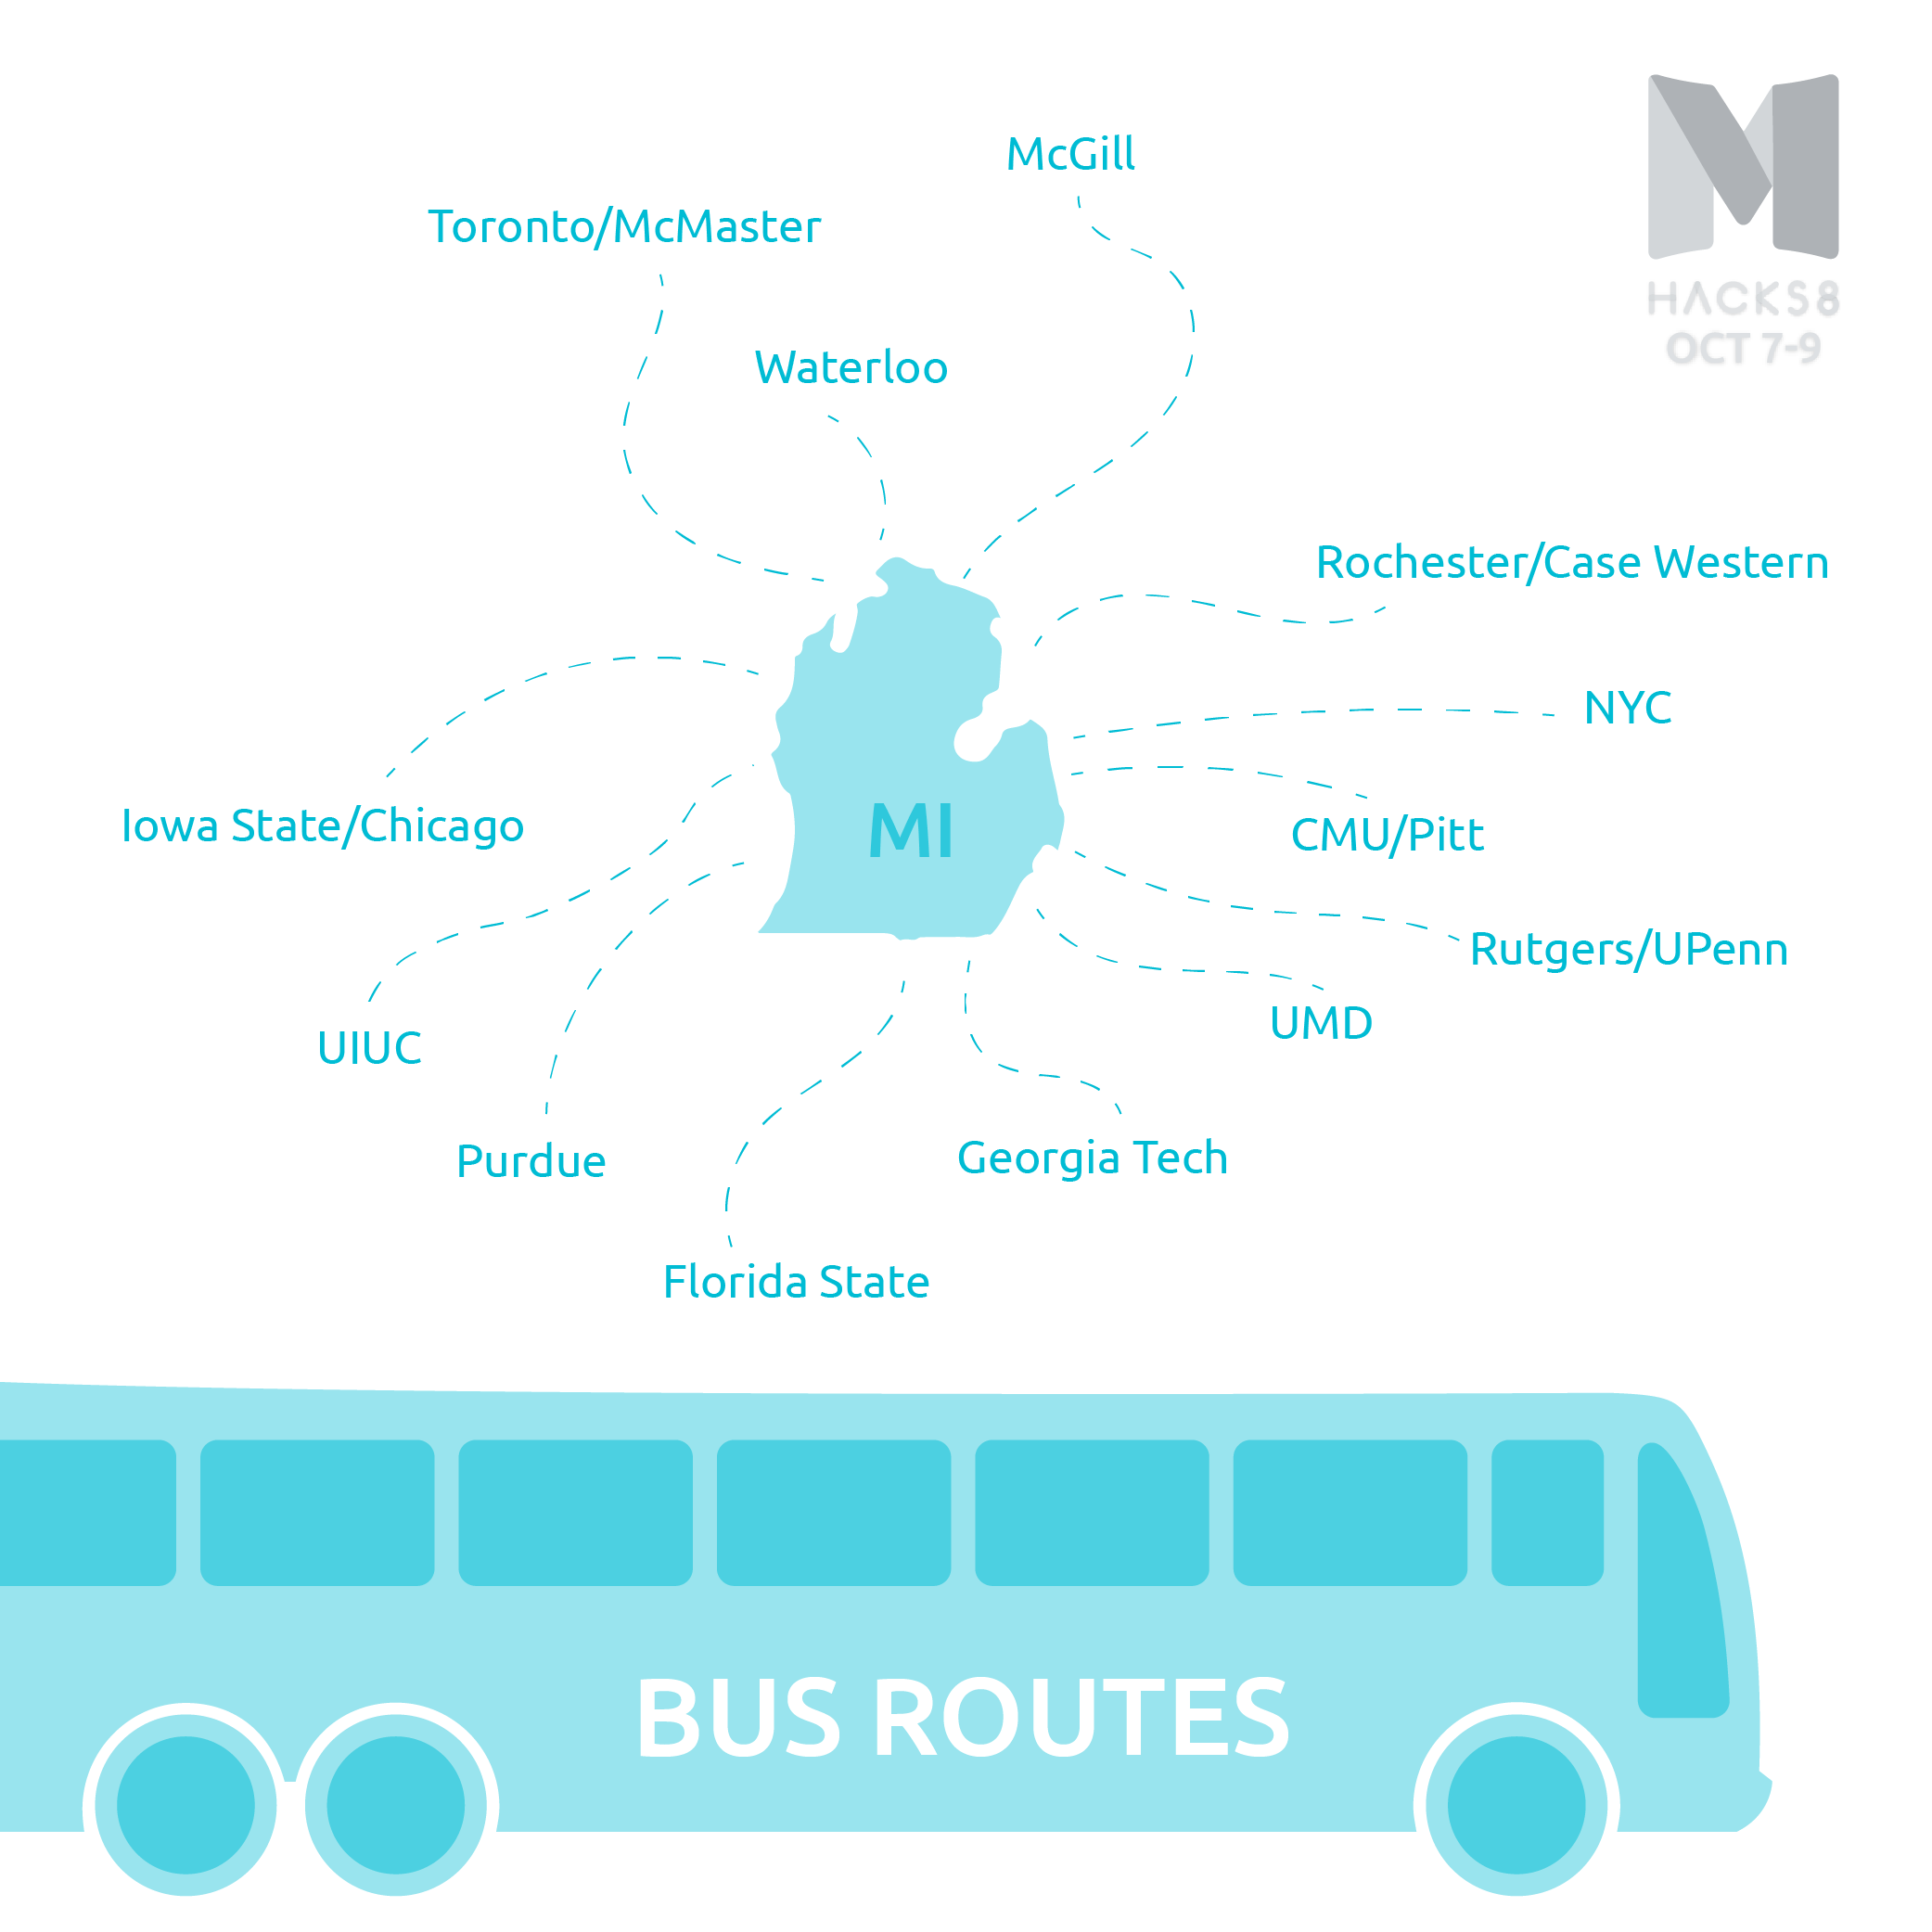 McGill
Toronto/McMaster
HACKS8
OCT 7-9
Waterloo
Rochester/Case Western
NYC
Iowa State/Chicago
MI
CMU/Pitt
Rutgers/UPenn
UIUC
UMD
Purdue
Georgia Tech
Florida State
BUS ROUTES